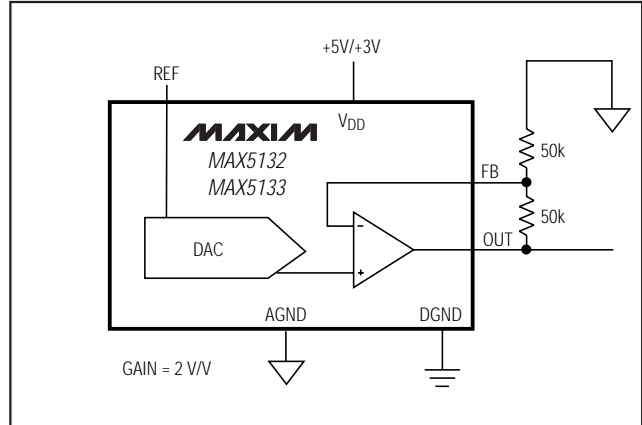 +5V/+3V
REF
VDD
MAXIM
MAX5132
MAX5133
50k
FB
50k
DAC
−
+
OUT
AGND
DGND
GAIN = 2 V/V